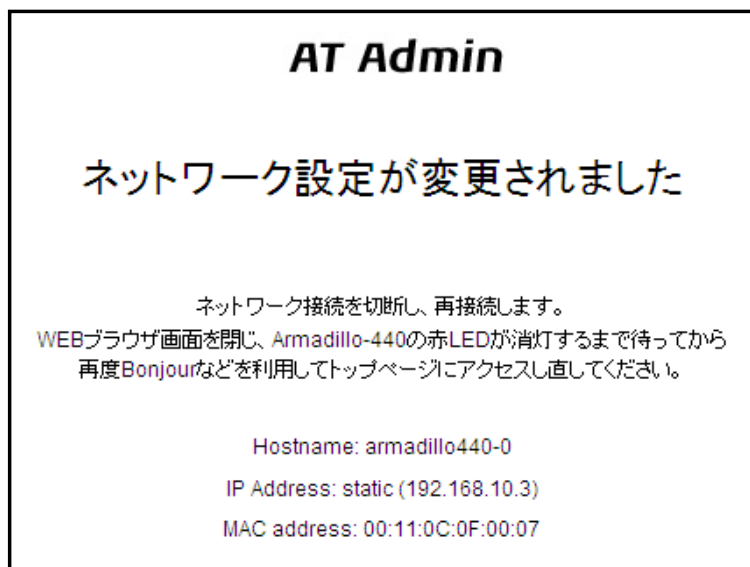 AT Admin
ネットワーク設定が変更されました
ネットワーク接続を切断し、再接続します。
WEBブラウザ画面を閉じ、Armadillo-440の赤LEDが消灯するまで待ってから
再度Bonjourなどを利用してトップページにアクセスし直してください。
Hostname: armadillo440-0
IP Address: static (192.168.10.3)
MAC address: 00:11:0C:0F:00:07